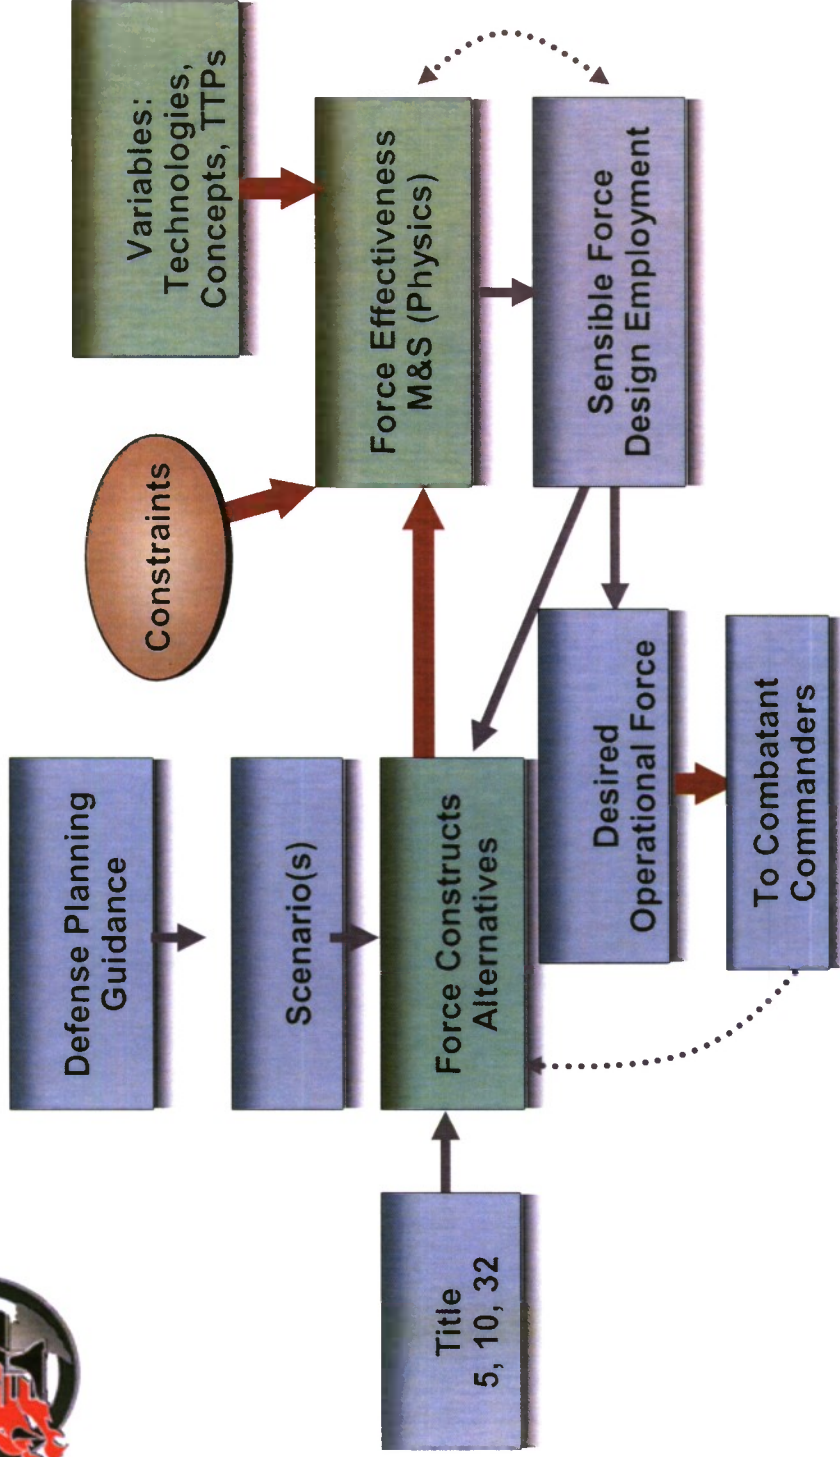 Defense Planning
Guidance
Scenario(s)
Title
5, 10, 32
Force Constructs
Alternatives
Desired
Operational Force
To Combatant
Commanders
Constraints
Variables:
Technologies,
Concepts, TTPs
Force Effectiveness
M&S (Physics)
Sensible Force
Design Employment